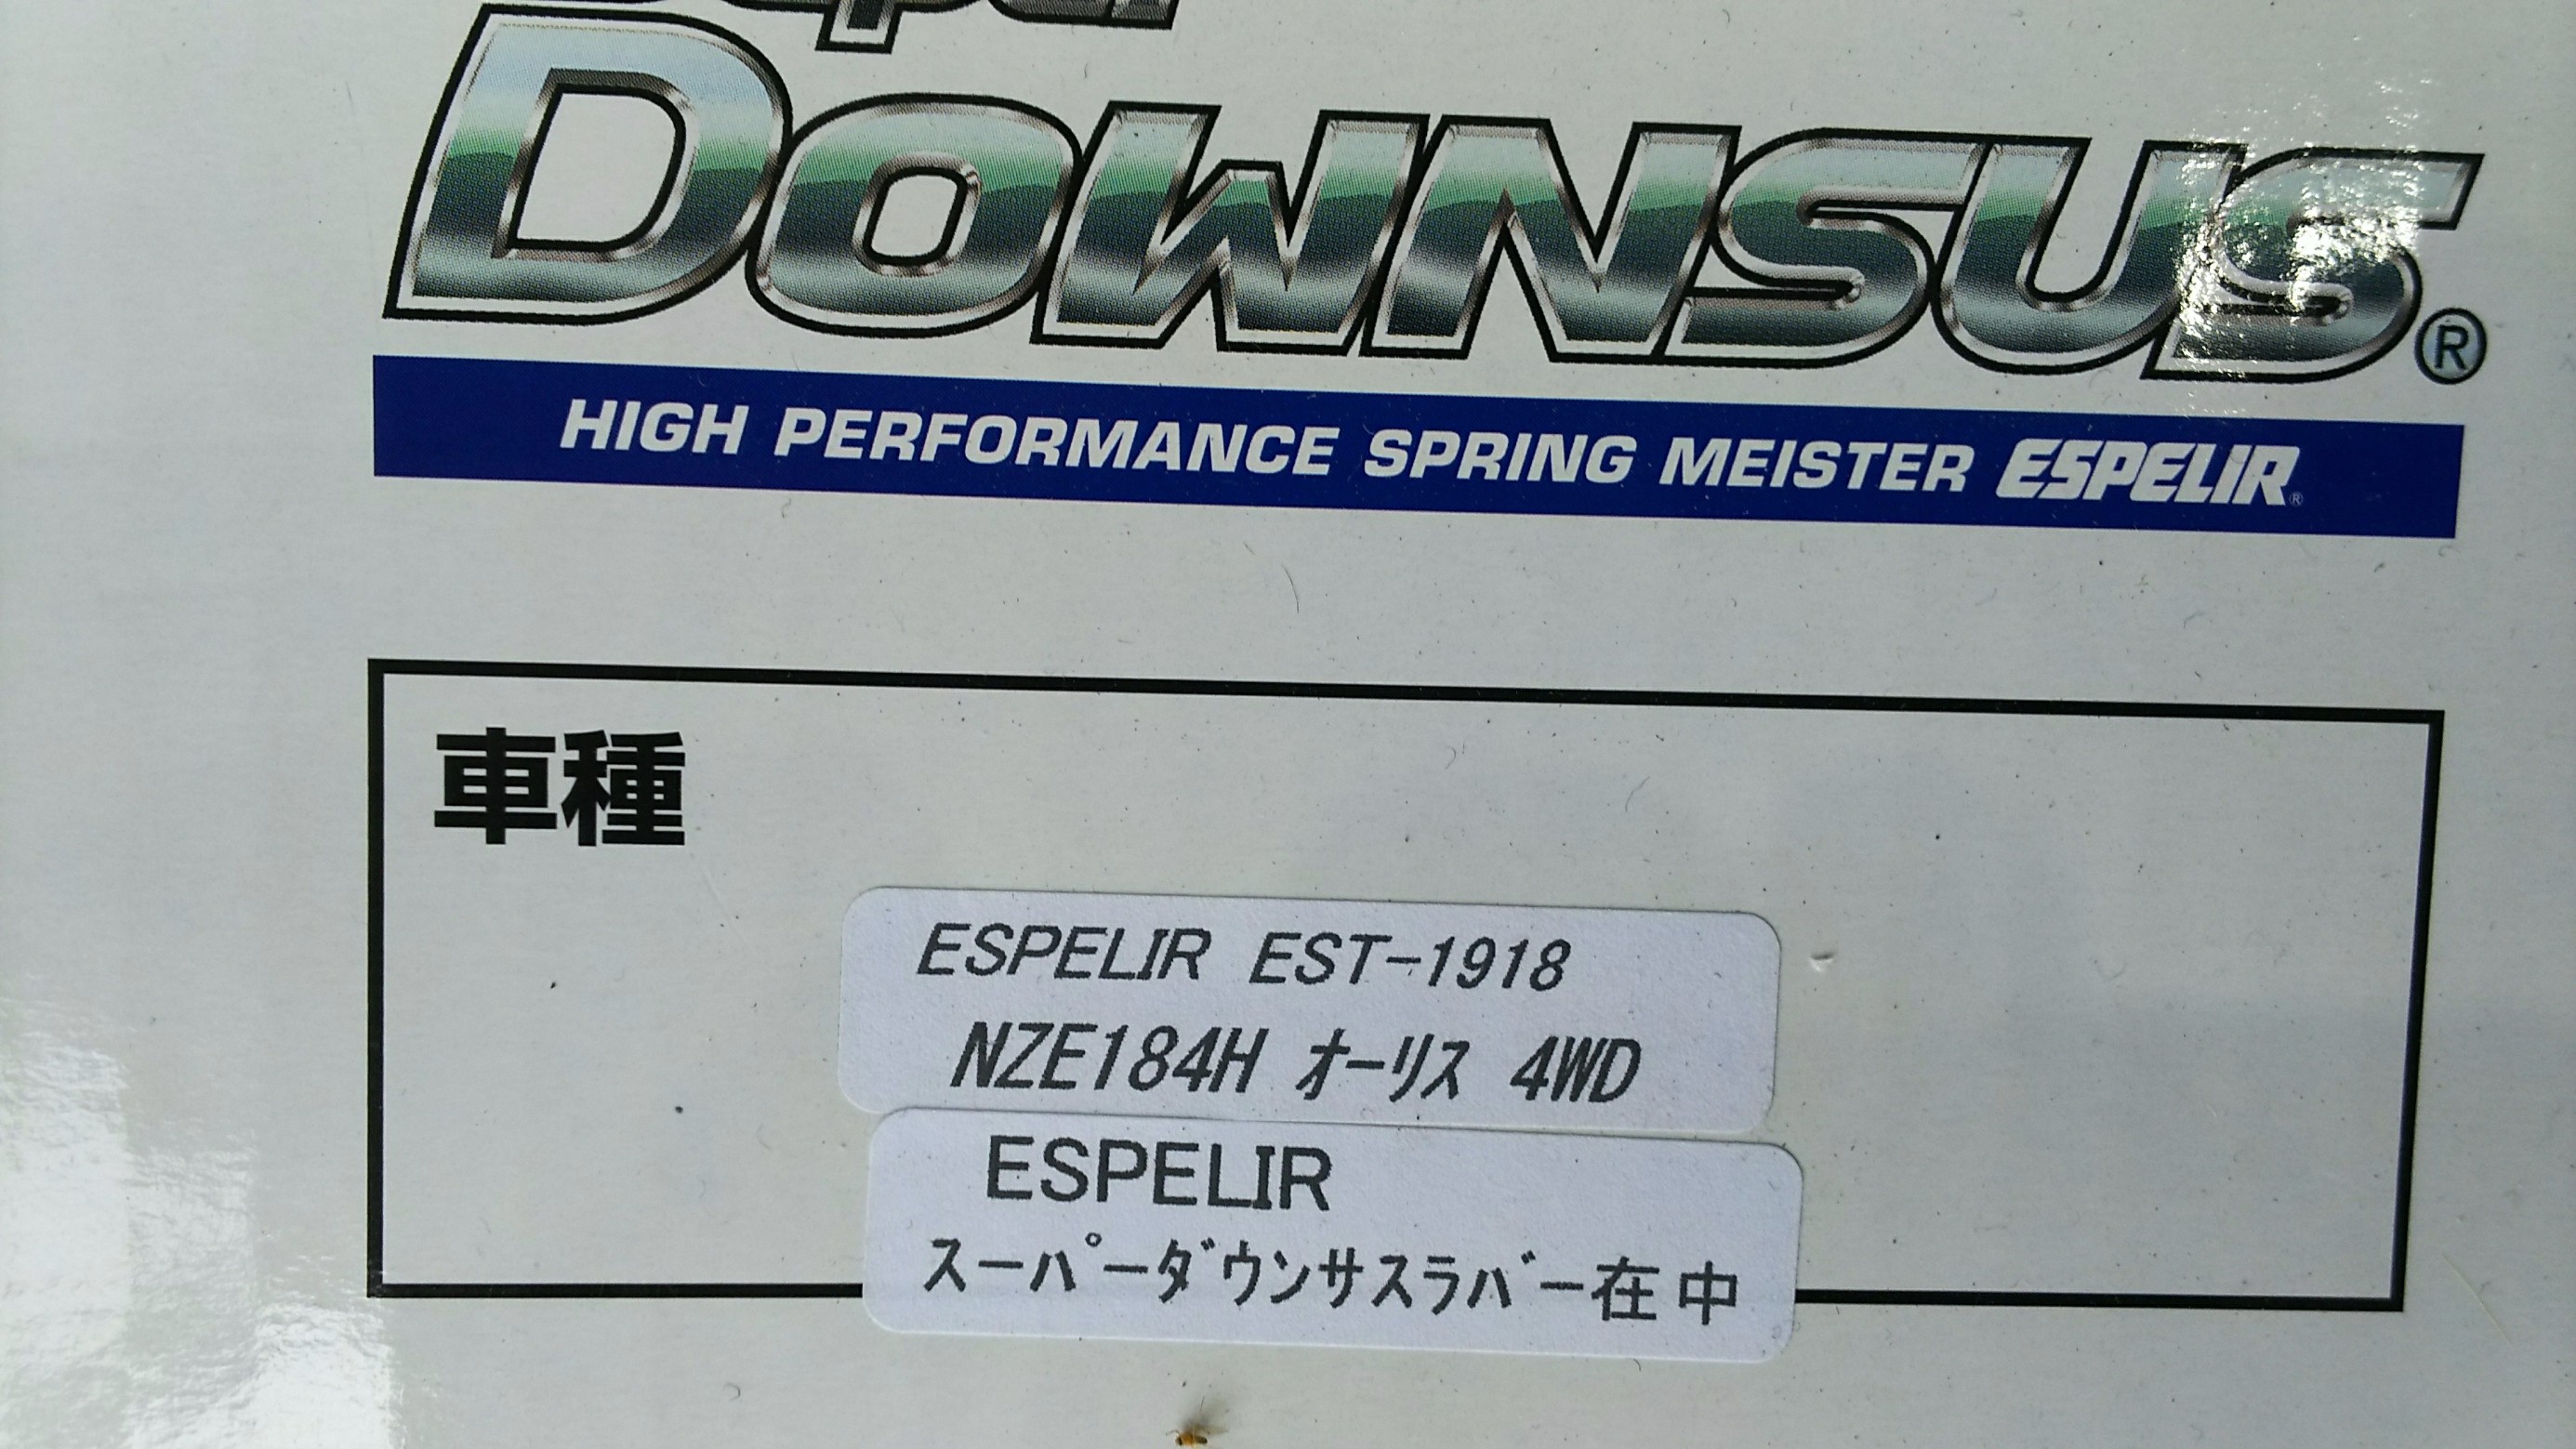 Super
DOWNSUS®
HIGH PERFORMANCE SPRING MEISTER ESPELIR®
車種
ESPELIR EST-1918
NZE184H ｵｰﾘｽ 4WD
ESPELIR
ｽｰﾊﾟｰﾀﾞｳﾝｻｽﾗﾊﾞｰ在中